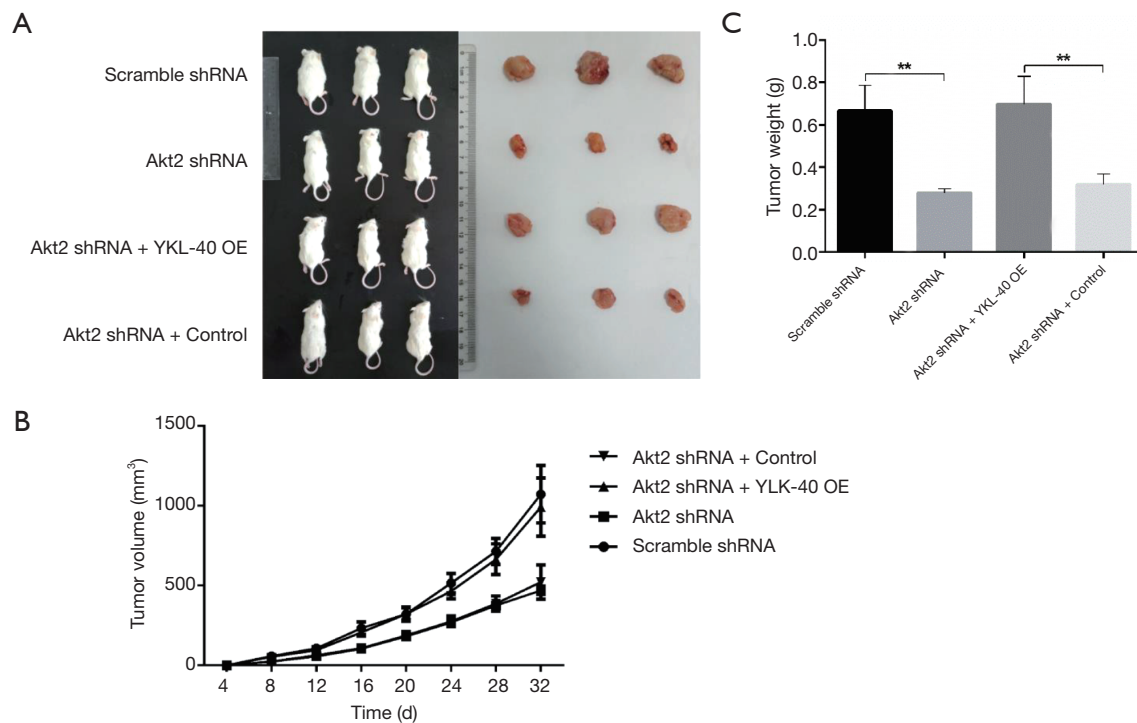 A
Scramble shRNA
Akt2 shRNA
Akt2 shRNA + YKL-40 OE
Akt2 shRNA + Control
C
1.0
0.8
0.6
0.4
0.2
0.0
Tumor weight (g)
**
**
Scramble shRNA
Akt2 shRNA
Akt2 shRNA + YKL-40 OE
Akt2 shRNA + Control
B
1500
1000
500
0
Tumor volume (mm³)
4 8 12 16 20 24 28 32
Time (d)
Akt2 shRNA + Control
Akt2 shRNA + YLK-40 OE
Akt2 shRNA
Scramble shRNA